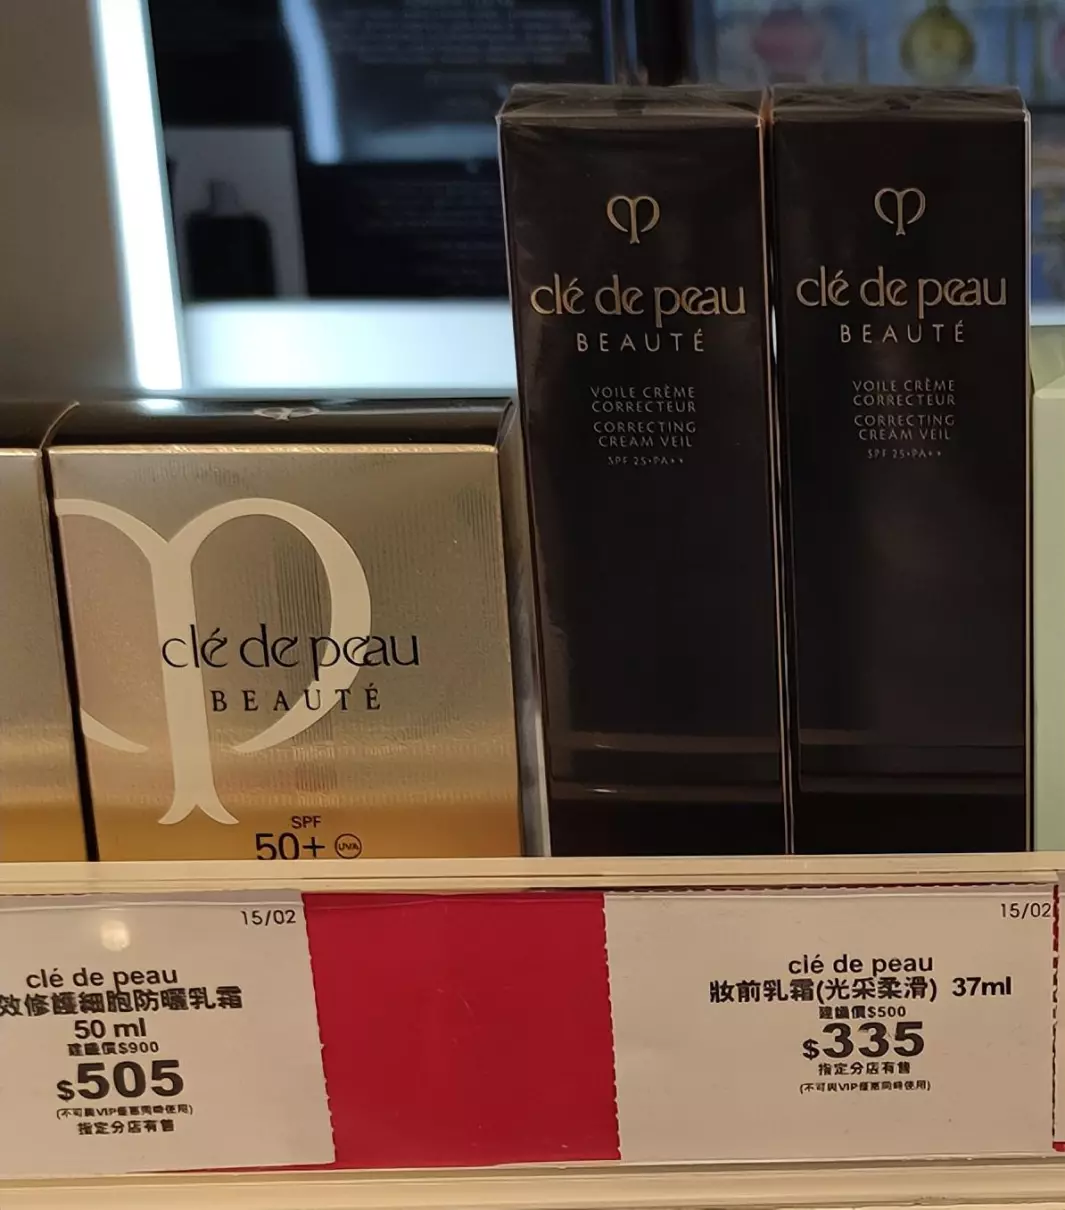 clé de peau
BEAUTÉ
VOILE CRÈME
CORRECTEUR
CORRECTING
CREAM VEIL
SPF 25·PA++
clé de peau
BEAUTÉ
VOILE CRÈME
CORRECTEUR
CORRECTING
CREAM VEIL
SPF 25·PA++
clé de peau
BEAUTÉ
SPF
50+ UVA
15/02
clé de peau
效修護細胞防曬乳霜
50 ml
建議價$900
$505
(不可與VIP優惠同時使用)
指定分店有售
15/02
clé de peau
妝前乳霜(光采柔滑) 37ml
建議價$500
$335
指定分店有售
(不可與VIP優惠同時使用)